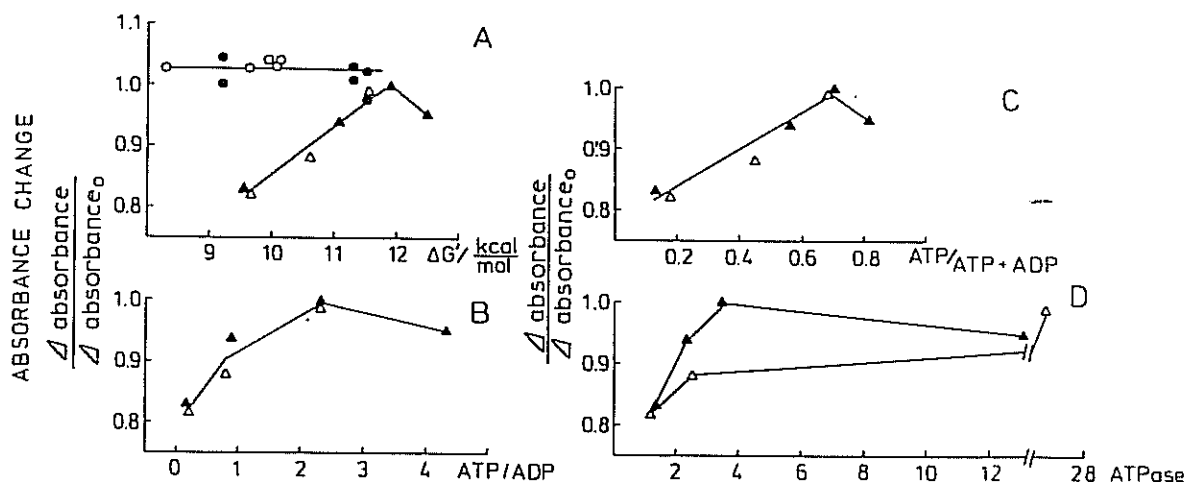 ABSORBANCE CHANGE
Δ absorbance
Δ absorbance₀
1.1
1.0
0.9
0.8
A
9 10 11 12 ΔG'/ kcal
mol
1.0
0.9
0.8
B
0 1 2 3 4 ATP/ADP
Δ absorbance
Δ absorbance₀
1.0
0.9
0.8
C
0.2 0.4 0.6 0.8 ATP/ATP + ADP
1.0
0.9
0.8
D
2 4 6 8 10 12 28 ATPase